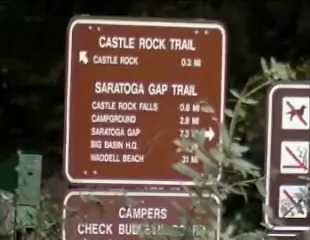 CASTLE ROCK TRAIL
CASTLE ROCK 0.3 MI
SARATOGA GAP TRAIL
CASTLE ROCK FALLS 0.8 MI
CAMPGROUND 2.8 MI
SARATOGA GAP
BIG BASIN H.Q.
WADDELL BEACH 31 MI
CAMPERS
CHECK